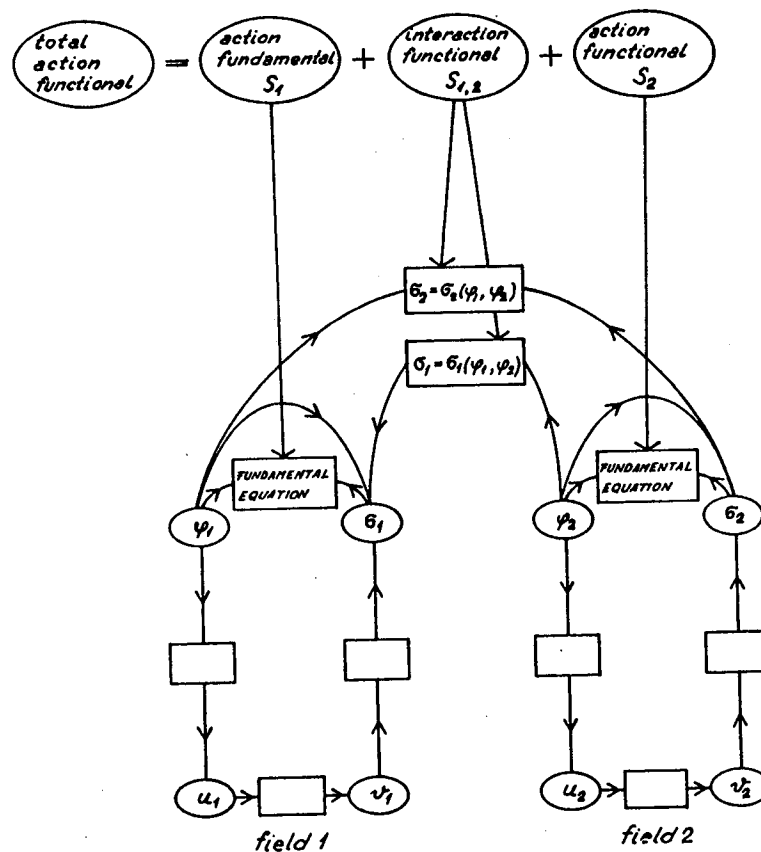 total
action
functional
=
action
fundamental
S₁
+
interaction
functional
S₁,₂
+
action
functional
S₂
σ₂ = σ₂(φ₁, φ₂)
σ₁ = σ₁(φ₁, φ₂)
FUNDAMENTAL
EQUATION
FUNDAMENTAL
EQUATION
φ₁
σ₁
φ₂
σ₂
u₁
v₁
u₂
v₂
field 1
field 2